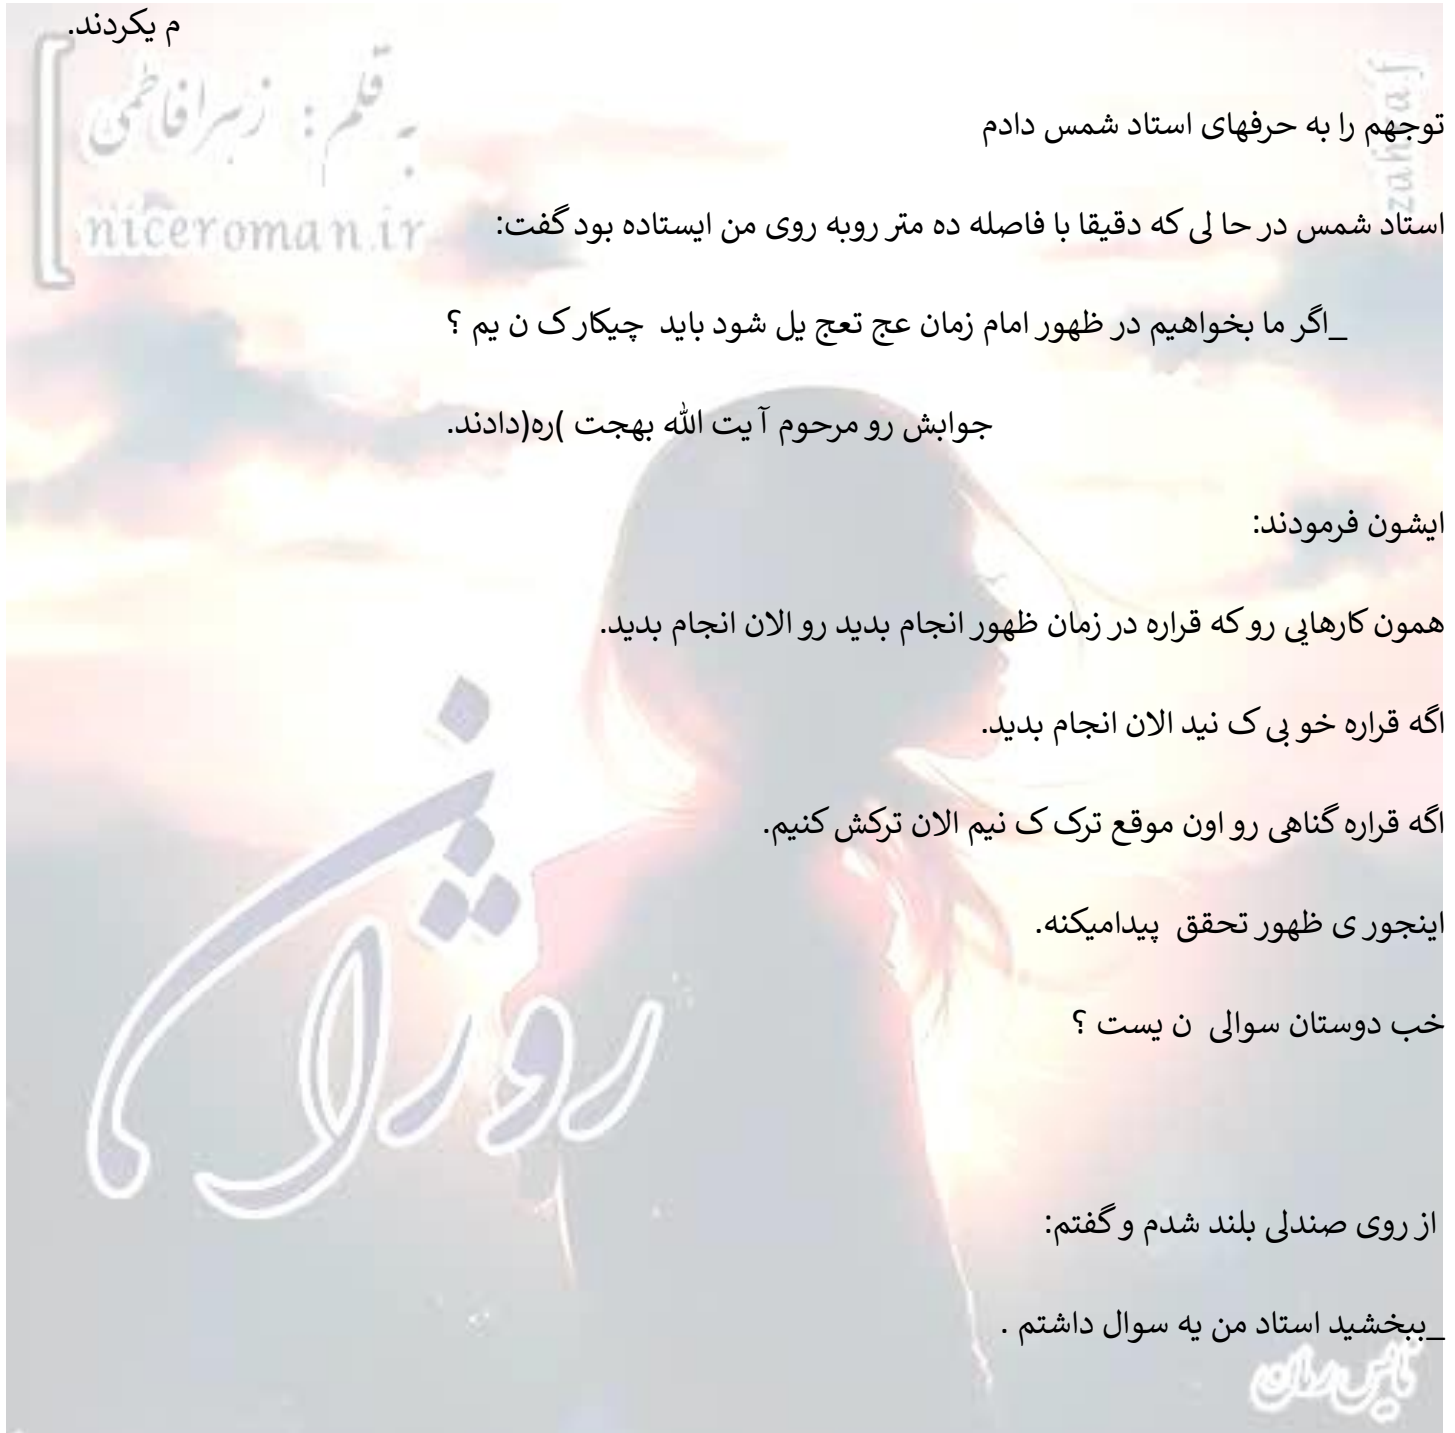 م یکردند.
به قلم : زهرا فاطمی
niceroman.ir
zahra.f
توجهم را به حرفهای استاد شمس دادم
استاد شمس در حا لی که دقیقا با فاصله ده متر روبه روی من ایستاده بود گفت:
_اگر ما بخواهیم در ظهور امام زمان عج تعج یل شود باید چیکار ک ن یم ؟
جوابش رو مرحوم آ یت الله بهجت )ره(دادند.
ایشون فرمودند:
همون کارهایی رو که قراره در زمان ظهور انجام بدید رو الان انجام بدید.
اگه قراره خو بی ک نید الان انجام بدید.
اگه قراره گناهی رو اون موقع ترک ک نیم الان ترکش کنیم.
اینجور ی ظهور تحقق پیدامیکنه.
خب دوستان سوالی ن یست ؟
روژان
از روی صندلی بلند شدم و گفتم:
_ببخشید استاد من یه سوال داشتم .
نایس رمان